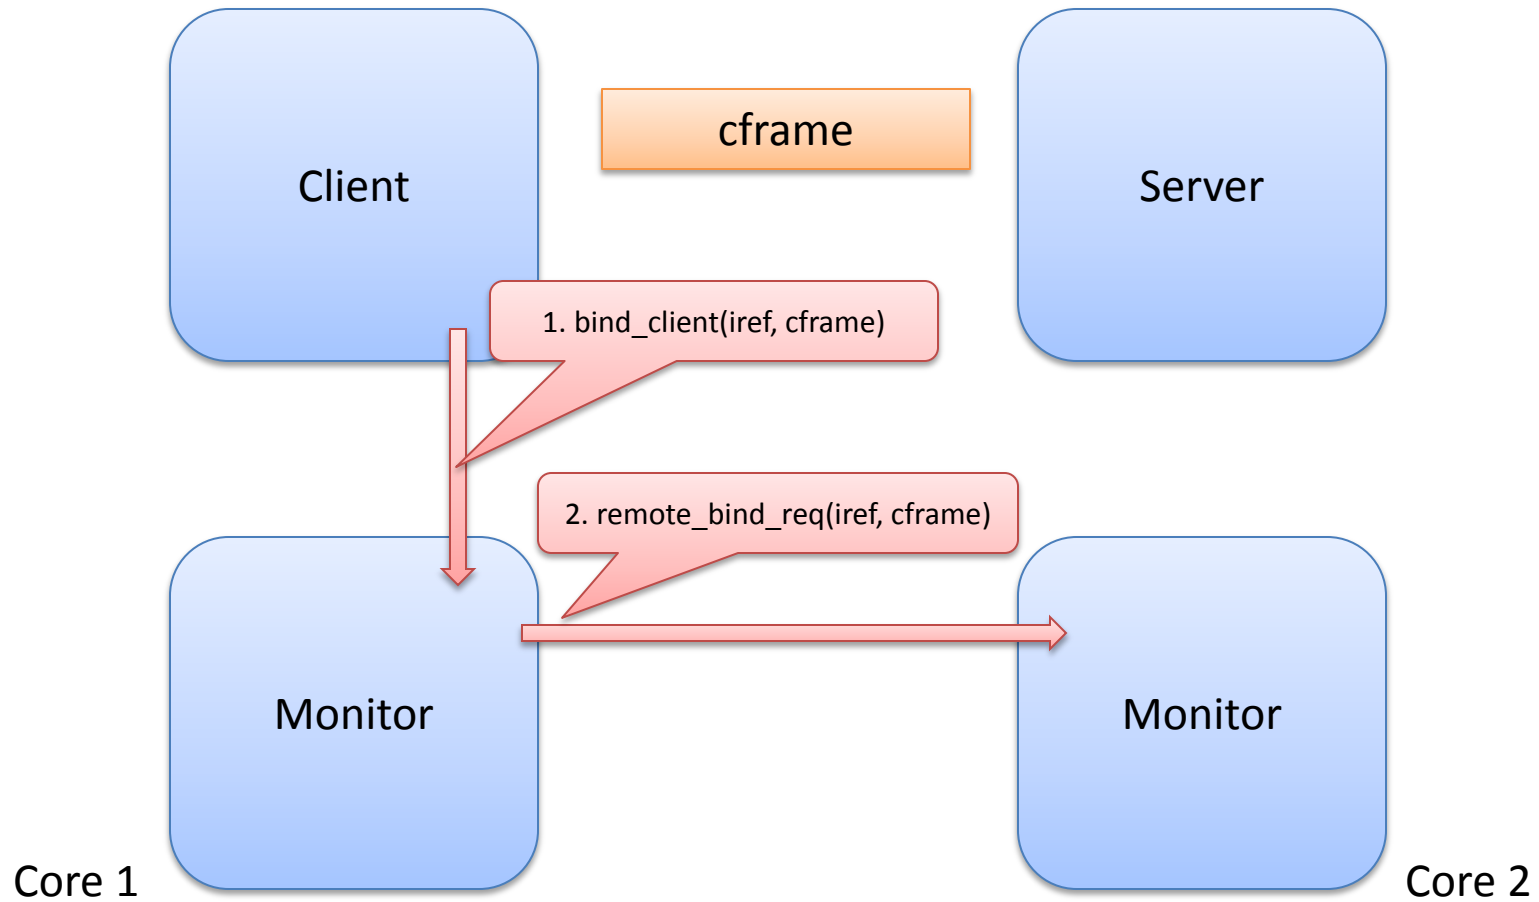 cframe
Client
Server
1. bind_client(iref, cframe)
2. remote_bind_req(iref, cframe)
Monitor
Monitor
Core 1
Core 2